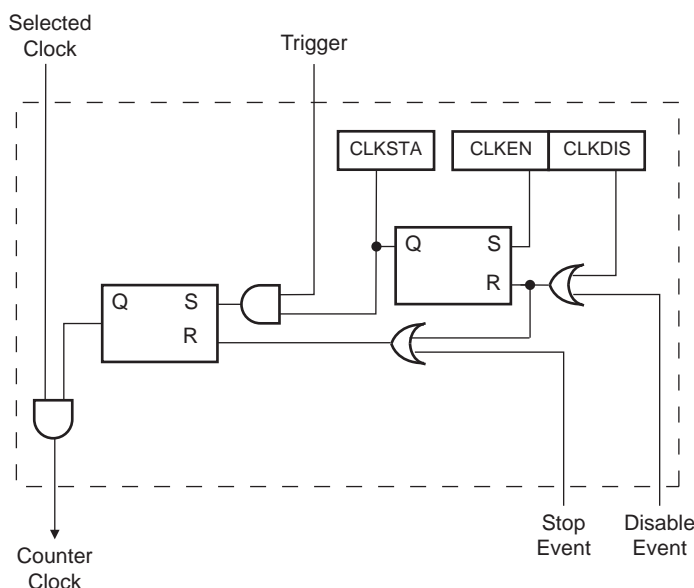 Selected
Clock
Trigger
CLKSTA
CLKEN
CLKDIS
Q
S
R
Q
S
R
Stop
Event
Disable
Event
Counter
Clock